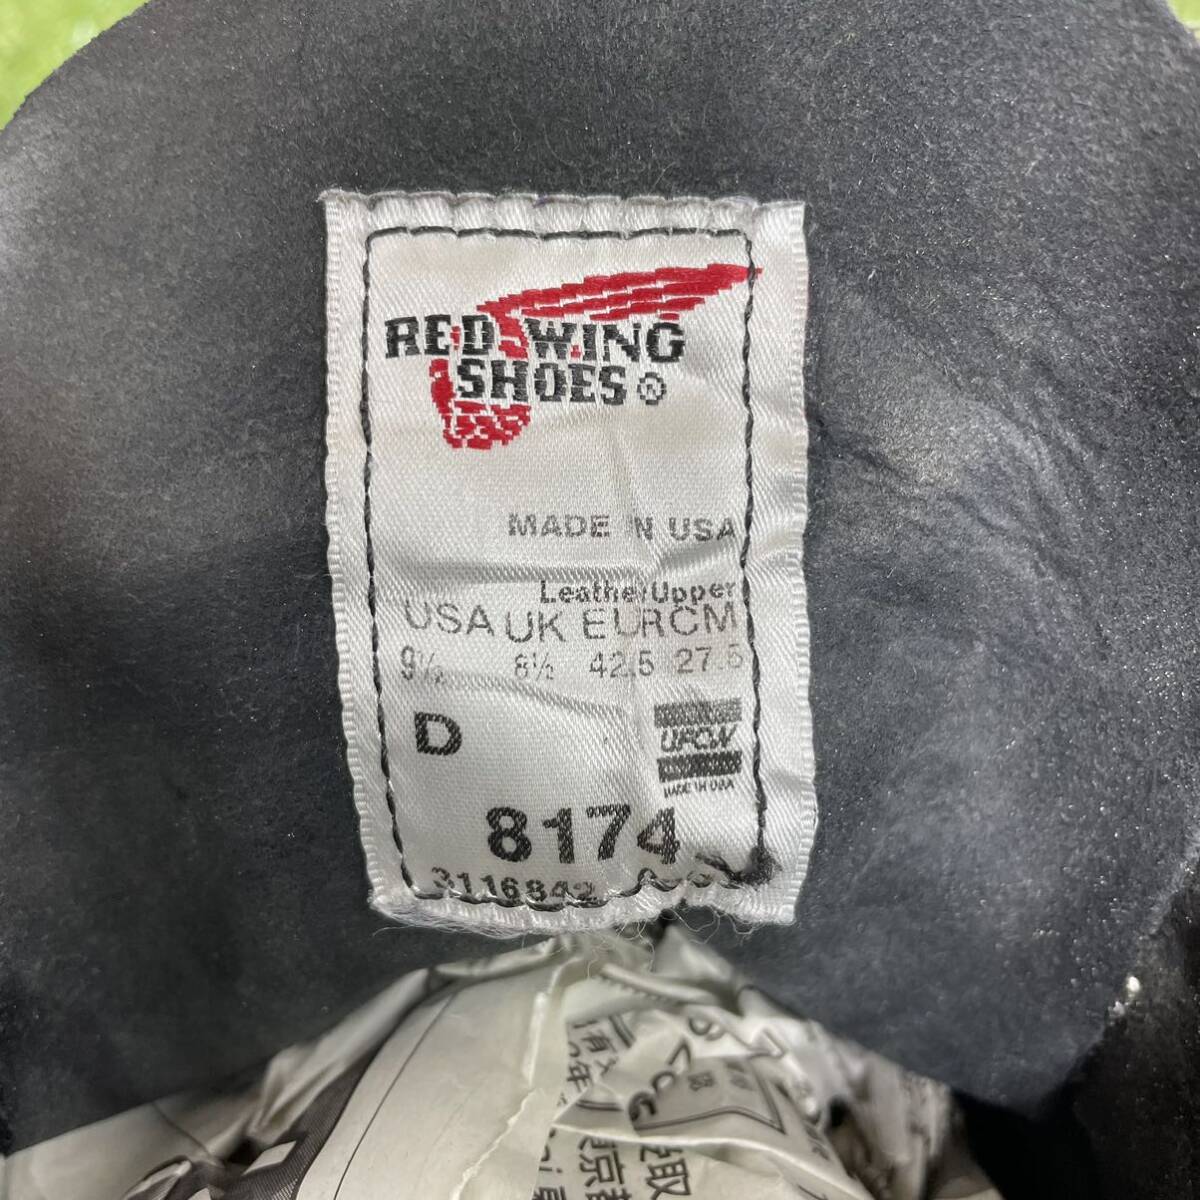 RED WING
SHOES®
MADE IN USA
Leather Upper
USA UK EUR CM
9½ 8½ 42.5 27.5
D
UFCW
MADE IN USA
8174
3116842